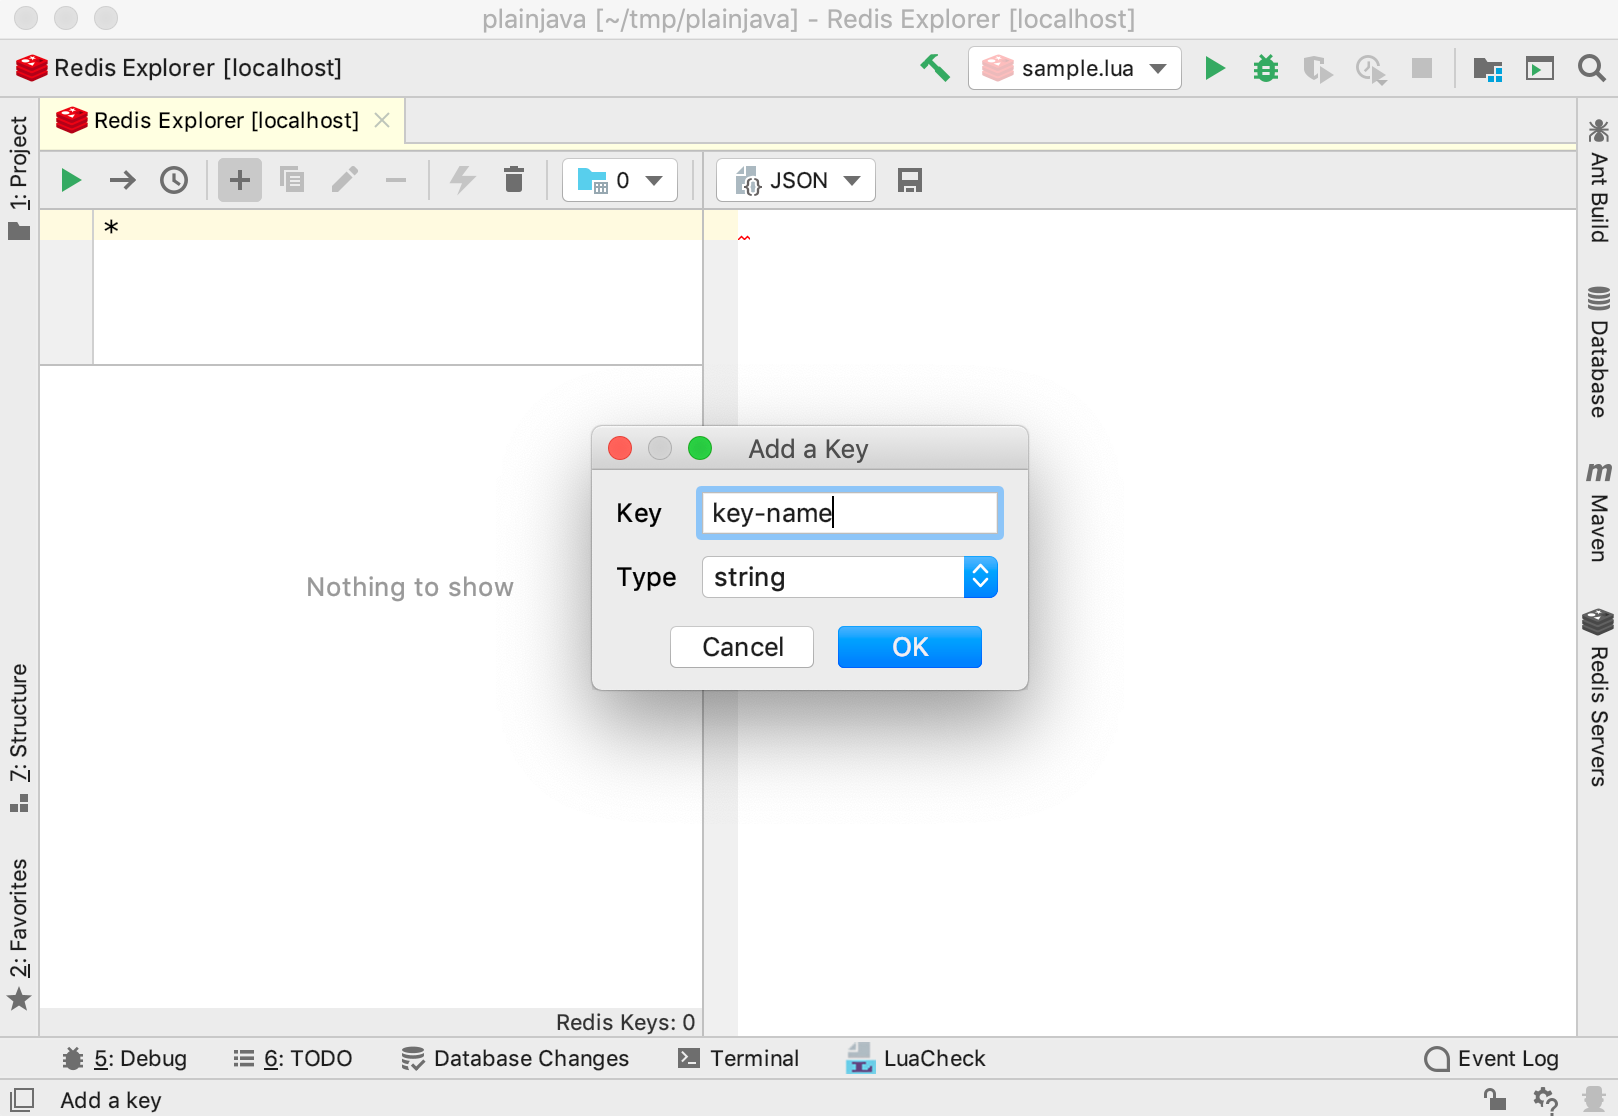 plainjava [~/tmp/plainjava] - Redis Explorer [localhost]
Redis Explorer [localhost]
sample.lua
Redis Explorer [localhost]
0
JSON
*
1: Project
7: Structure
2: Favorites
Nothing to show
Add a Key
Key
key-name
Type
string
Cancel
OK
Ant Build
Database
m
Maven
Redis Servers
Redis Keys: 0
5: Debug
6: TODO
Database Changes
Terminal
LuaCheck
Event Log
Add a key